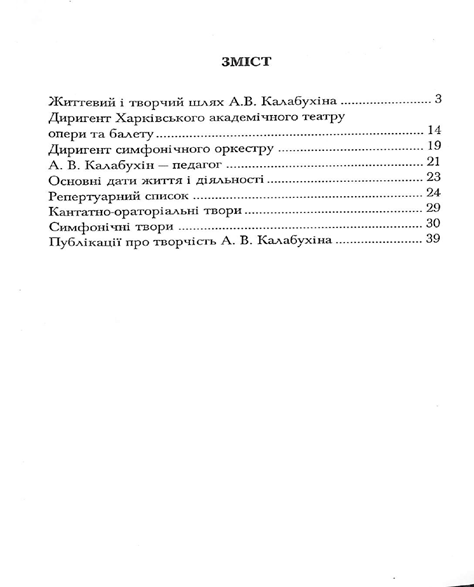 ЗМІСТ
Життєвий і творчий шлях А.В. Калабухіна ..................... 3
Диригент Харківського академічного театру
опери та балету ............................................................... 14
Диригент симфонічного оркестру ................................... 19
А. В. Калабухін – педагог ................................................ 21
Основні дати життя і діяльності ...................................... 23
Репертуарний список ....................................................... 24
Кантатно-ораторіальні твори .......................................... 29
Симфонічні твори ........................................................... 30
Публікації про творчість А. В. Калабухіна ...................... 39